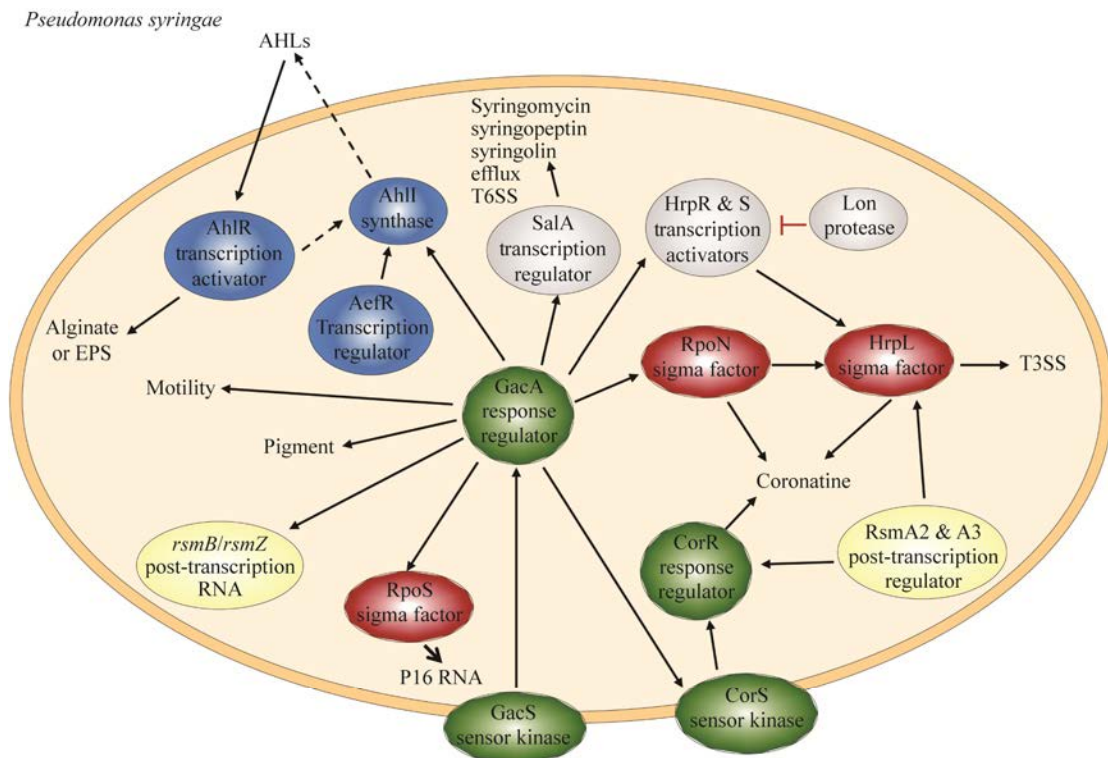 Pseudomonas syringae
AHLs
Syringomycin
syringopeptin
syringolin
efflux
T6SS
AhlI
synthase
AhlR
transcription
activator
SalA
transcription
regulator
HrpR & S
transcription
activators
Lon
protease
AefR
Transcription
regulator
Alginate
or EPS
RpoN
sigma factor
HrpL
sigma factor
T3SS
Motility
GacA
response
regulator
Pigment
Coronatine
rsmB/rsmZ
post-transcription
RNA
RpoS
sigma factor
CorR
response
regulator
RsmA2 & A3
post-transcription
regulator
P16 RNA
GacS
sensor kinase
CorS
sensor kinase